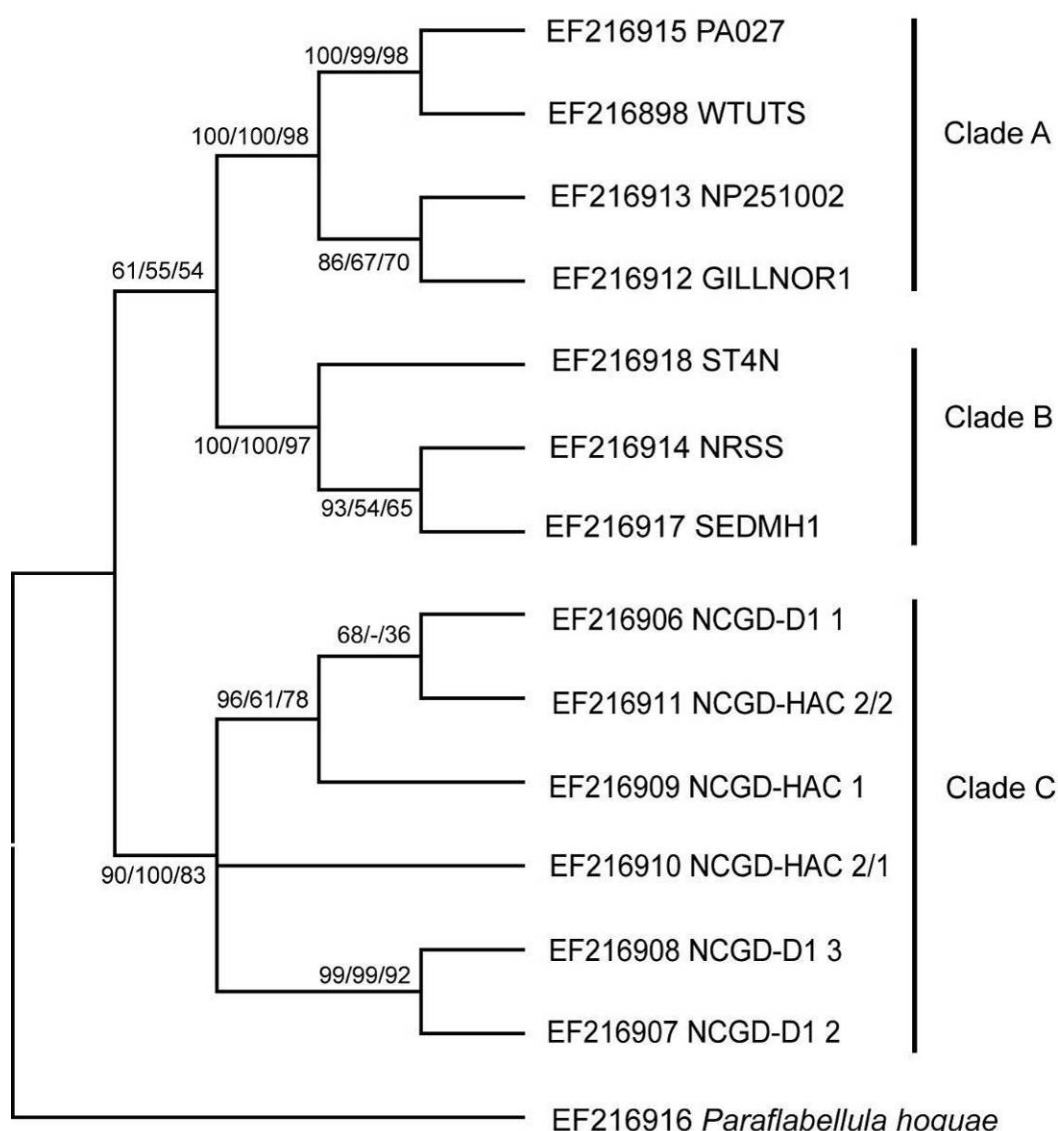 EF216915 PA027
100/99/98
EF216898 WTUTS
100/100/98
Clade A
EF216913 NP251002
86/67/70
61/55/54
EF216912 GILLNOR1
EF216918 ST4N
Clade B
100/100/97
EF216914 NRSS
93/54/65
EF216917 SEDMH1
EF216906 NCGD-D1 1
68/-/36
EF216911 NCGD-HAC 2/2
96/61/78
EF216909 NCGD-HAC 1
Clade C
EF216910 NCGD-HAC 2/1
90/100/83
EF216908 NCGD-D1 3
99/99/92
EF216907 NCGD-D1 2
EF216916 Paraflabellula hoguae